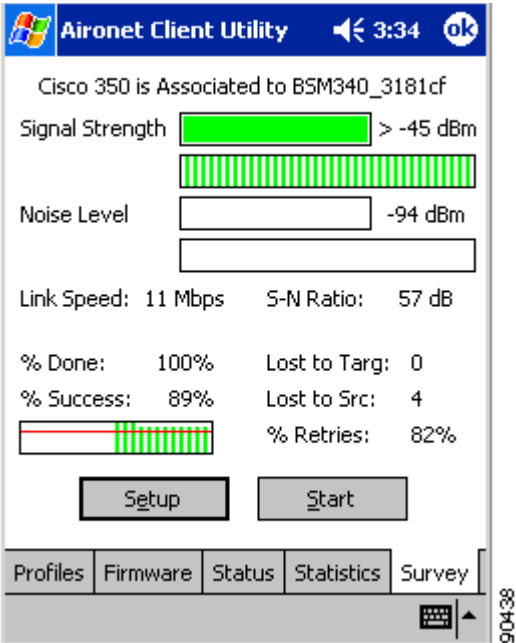 Aironet Client Utility 3:34 ok
Cisco 350 is Associated to BSM340_3181cf
Signal Strength > -45 dBm
Noise Level -94 dBm
Link Speed: 11 Mbps S-N Ratio: 57 dB
% Done: 100% Lost to Targ: 0
% Success: 89% Lost to Src: 4
% Retries: 82%
Setup Start
Profiles Firmware Status Statistics Survey
90438